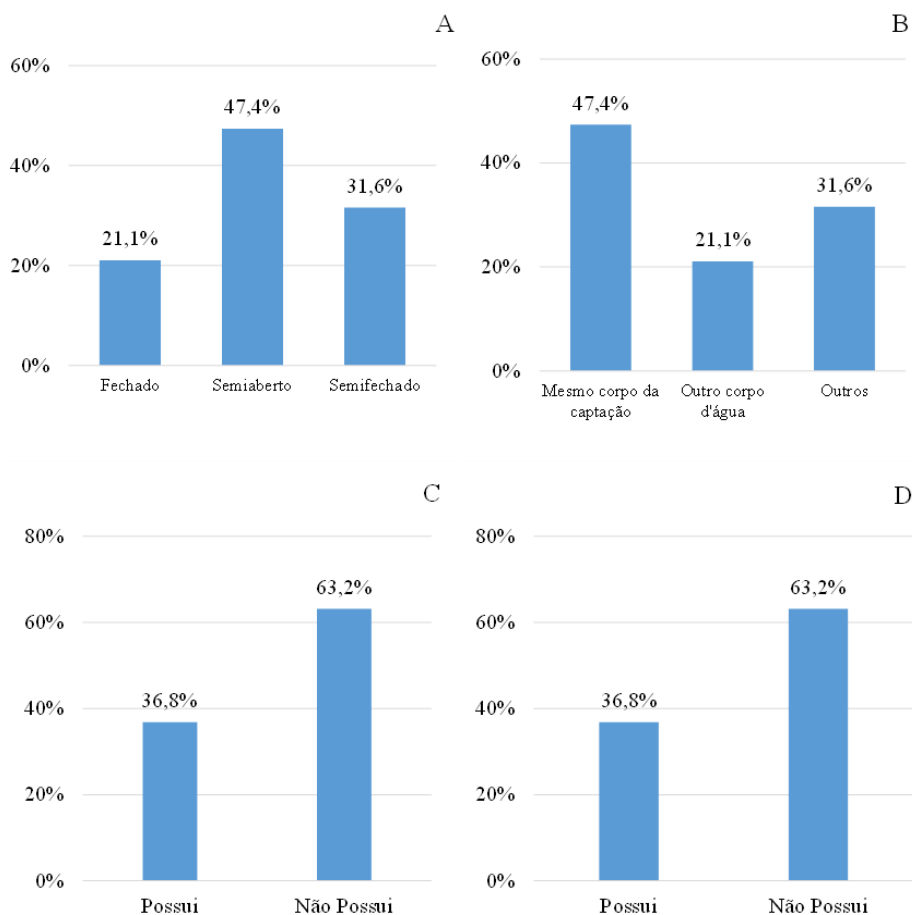 A
60%
47,4%
40%
31,6%
21,1%
20%
0%
Fechado Semiaberto Semifechado
B
60%
47,4%
40%
31,6%
21,1%
20%
0%
Mesmo corpo da captação
Outro corpo d'água
Outros
C
80%
63,2%
60%
36,8%
40%
20%
0%
Possui Não Possui
D
80%
63,2%
60%
36,8%
40%
20%
0%
Possui Não Possui